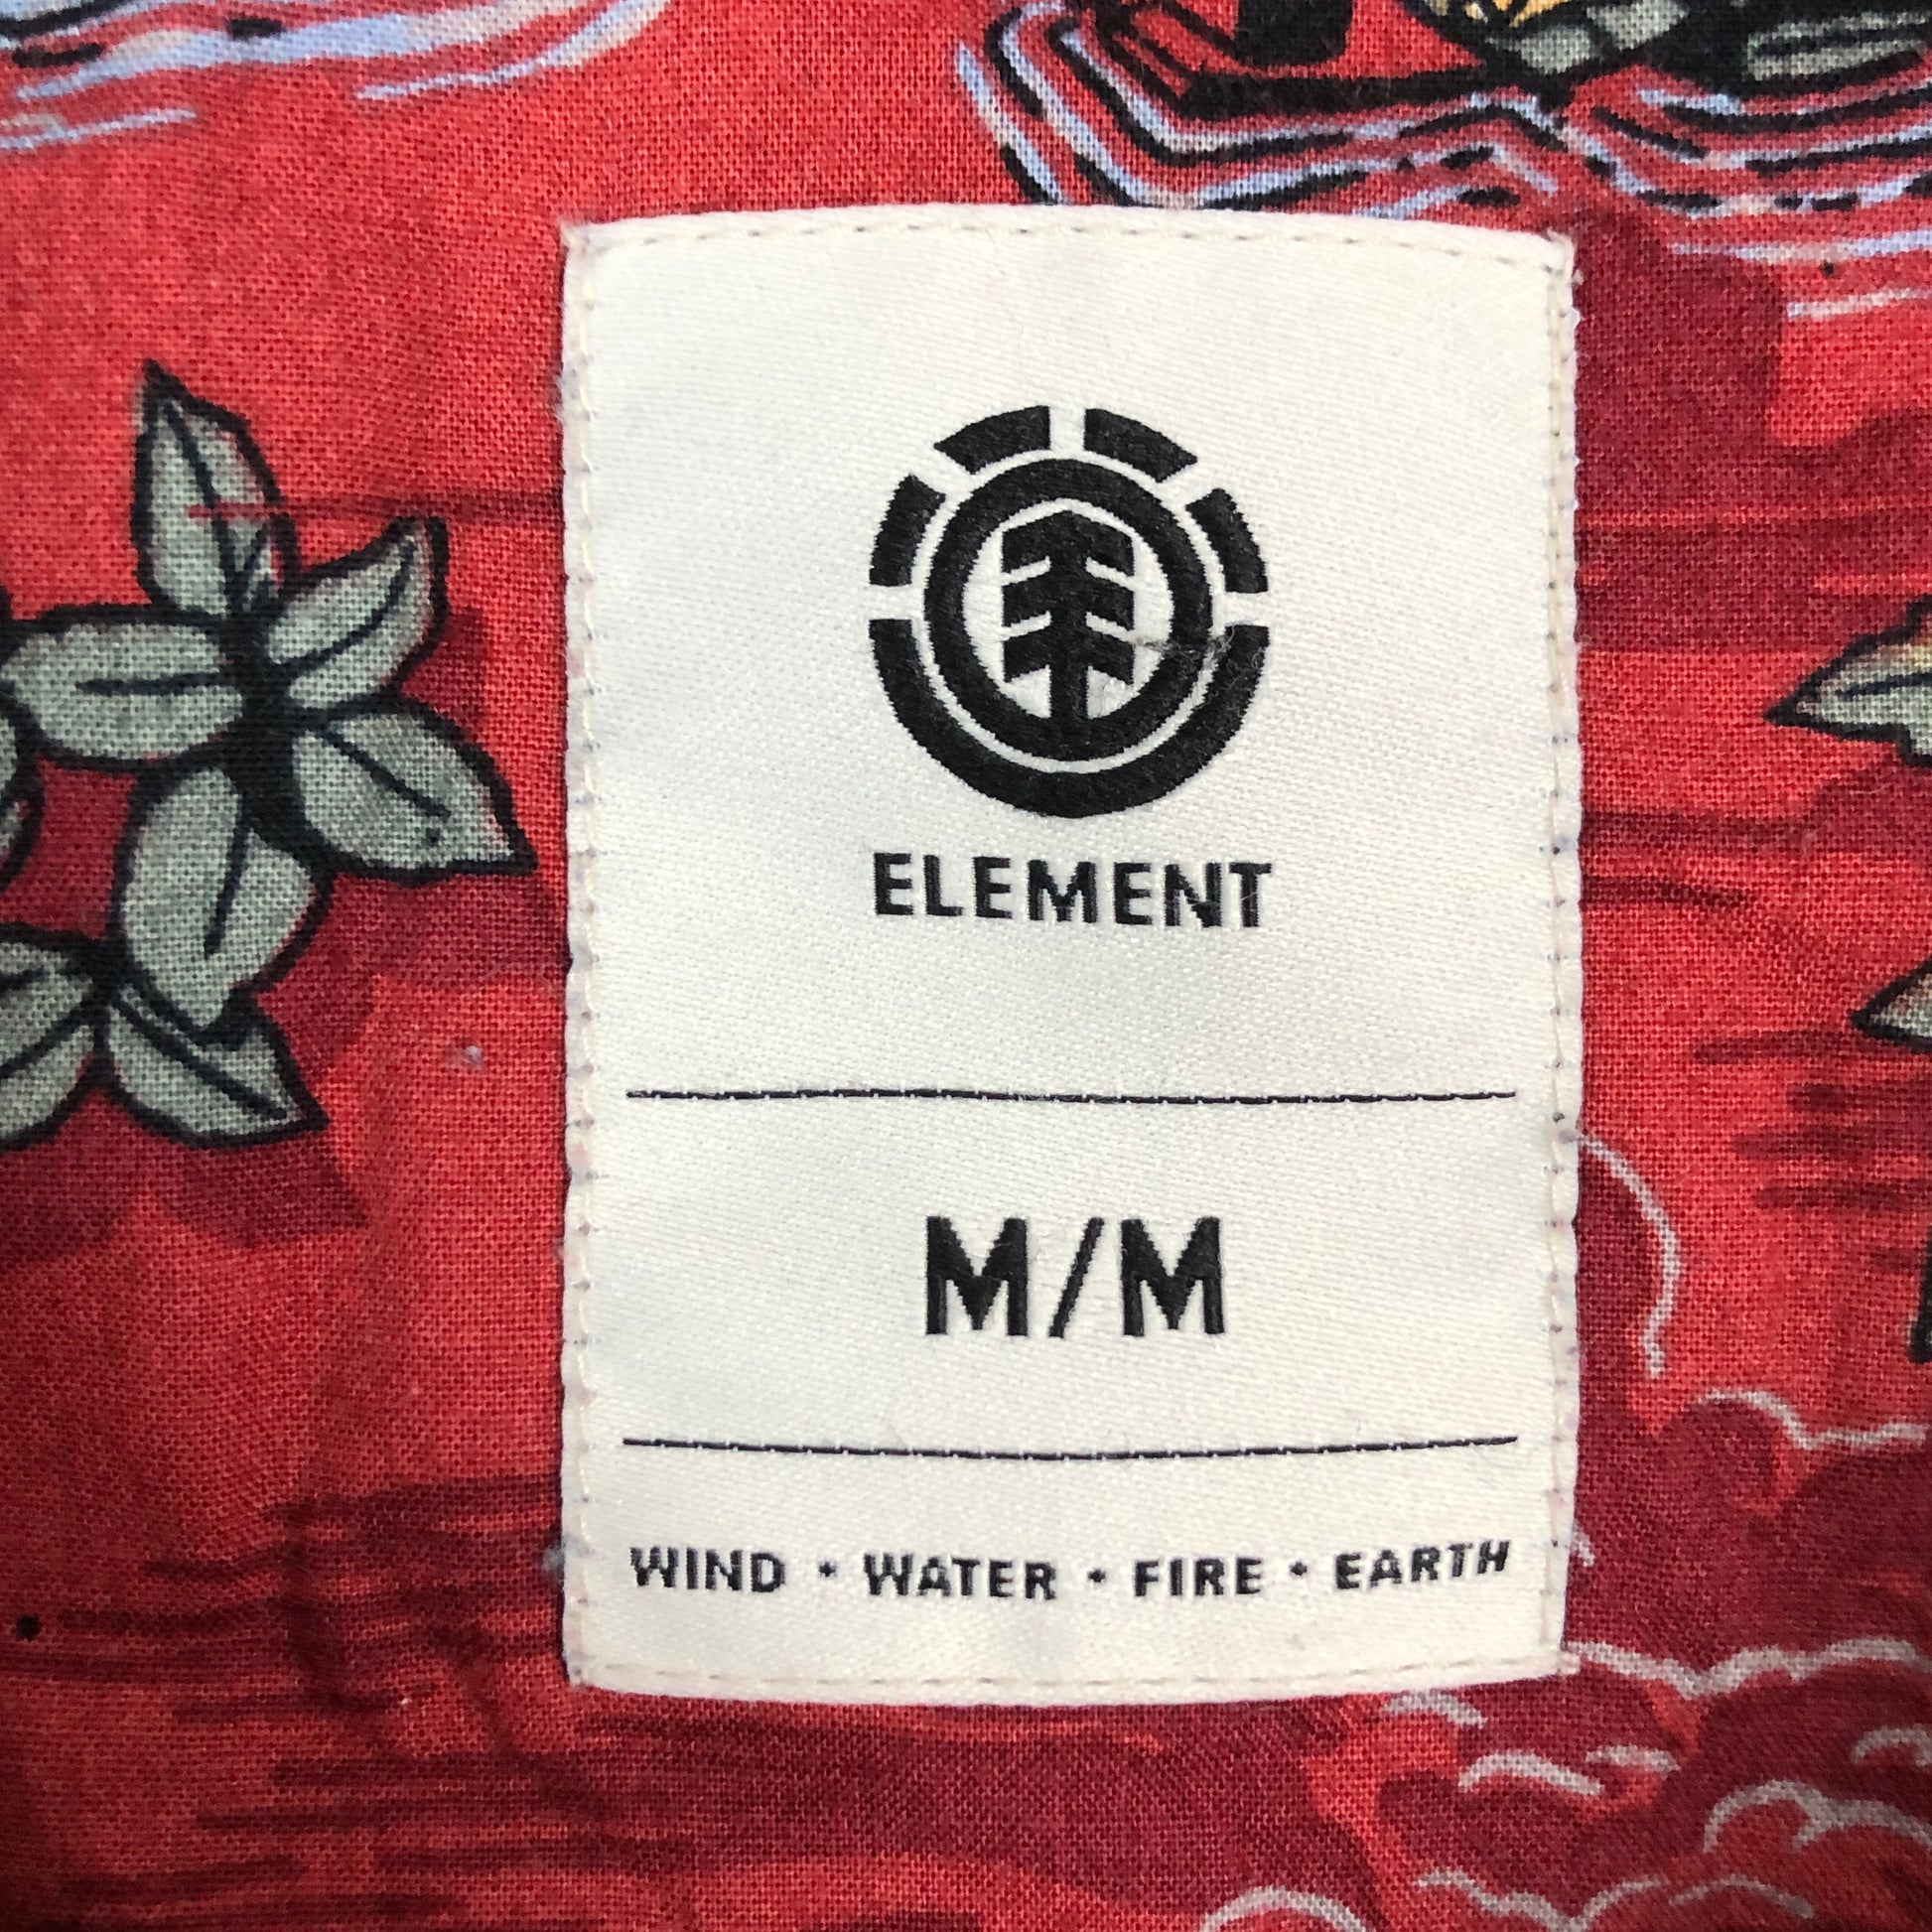 ELEMENT
M/M
WIND • WATER • FIRE • EARTH